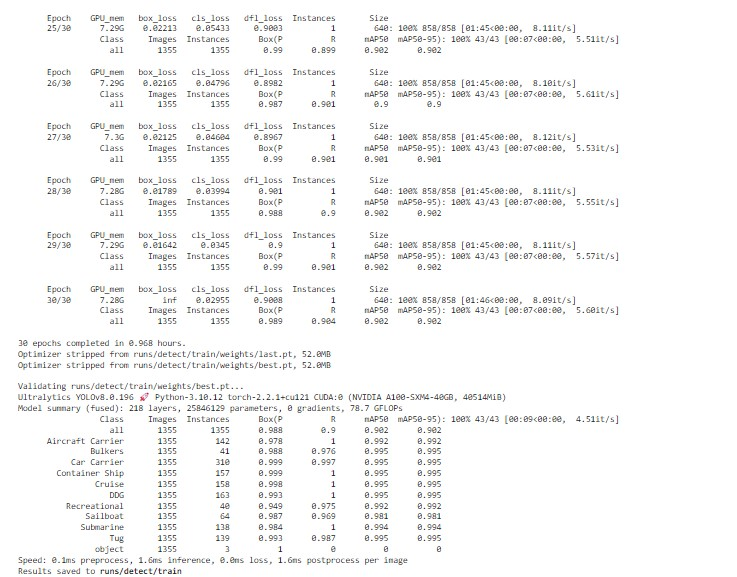 Epoch GPU_mem box_loss cls_loss dfl_loss Instances Size
25/30 7.29G 0.02213 0.05433 0.9003 1 640: 100% 858/858 [01:45<00:00, 8.11it/s]
Class Images Instances Box(P R mAP50 mAP50-95): 100% 43/43 [00:07<00:00, 5.51it/s]
all 1355 1355 0.99 0.899 0.902 0.902
Epoch GPU_mem box_loss cls_loss dfl_loss Instances Size
26/30 7.29G 0.02165 0.04796 0.8982 1 640: 100% 858/858 [01:45<00:00, 8.10it/s]
Class Images Instances Box(P R mAP50 mAP50-95): 100% 43/43 [00:07<00:00, 5.61it/s]
all 1355 1355 0.987 0.901 0.9 0.9
Epoch GPU_mem box_loss cls_loss dfl_loss Instances Size
27/30 7.3G 0.02125 0.04604 0.8967 1 640: 100% 858/858 [01:45<00:00, 8.12it/s]
Class Images Instances Box(P R mAP50 mAP50-95): 100% 43/43 [00:07<00:00, 5.53it/s]
all 1355 1355 0.99 0.901 0.901 0.901
Epoch GPU_mem box_loss cls_loss dfl_loss Instances Size
28/30 7.28G 0.01789 0.03994 0.901 1 640: 100% 858/858 [01:45<00:00, 8.11it/s]
Class Images Instances Box(P R mAP50 mAP50-95): 100% 43/43 [00:07<00:00, 5.55it/s]
all 1355 1355 0.988 0.9 0.902 0.902
Epoch GPU_mem box_loss cls_loss dfl_loss Instances Size
29/30 7.29G 0.01642 0.0345 0.9 1 640: 100% 858/858 [01:45<00:00, 8.11it/s]
Class Images Instances Box(P R mAP50 mAP50-95): 100% 43/43 [00:07<00:00, 5.57it/s]
all 1355 1355 0.99 0.901 0.902 0.902
Epoch GPU_mem box_loss cls_loss dfl_loss Instances Size
30/30 7.28G inf 0.02955 0.9008 1 640: 100% 858/858 [01:46<00:00, 8.09it/s]
Class Images Instances Box(P R mAP50 mAP50-95): 100% 43/43 [00:07<00:00, 5.60it/s]
all 1355 1355 0.989 0.904 0.902 0.902
30 epochs completed in 0.968 hours.
Optimizer stripped from runs/detect/train/weights/last.pt, 52.0MB
Optimizer stripped from runs/detect/train/weights/best.pt, 52.0MB
Validating runs/detect/train/weights/best.pt...
Ultralytics YOLOv8.0.196 🚀 Python-3.10.12 torch-2.2.1+cu121 CUDA:0 (NVIDIA A100-SXM4-40GB, 40514MiB)
Model summary (fused): 218 layers, 25846129 parameters, 0 gradients, 78.7 GFLOPs
Class Images Instances Box(P R mAP50 mAP50-95): 100% 43/43 [00:09<00:00, 4.51it/s]
all 1355 1355 0.988 0.9 0.902 0.902
Aircraft Carrier 1355 142 0.978 1 0.992 0.992
Bulkers 1355 41 0.988 0.976 0.995 0.995
Car Carrier 1355 310 0.999 0.997 0.995 0.995
Container Ship 1355 157 0.999 1 0.995 0.995
Cruise 1355 158 0.998 1 0.995 0.995
DDG 1355 163 0.993 1 0.995 0.995
Recreational 1355 40 0.949 0.975 0.992 0.992
Sailboat 1355 64 0.987 0.969 0.981 0.981
Submarine 1355 138 0.984 1 0.994 0.994
Tug 1355 139 0.993 0.987 0.995 0.995
object 1355 3 1 0 0 0
Speed: 0.1ms preprocess, 1.6ms inference, 0.0ms loss, 1.6ms postprocess per image
Results saved to runs/detect/train